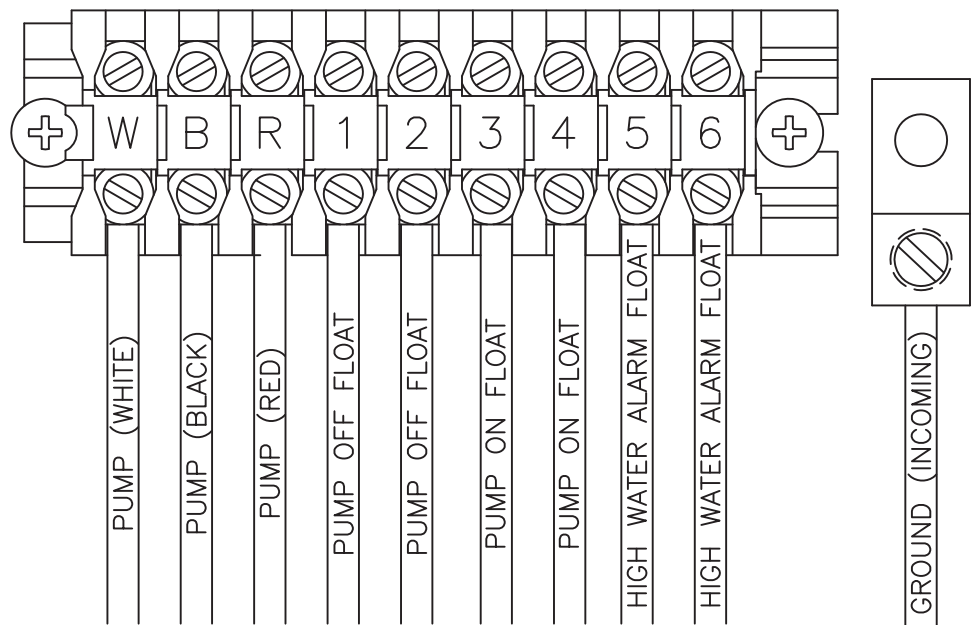 W B R 1 2 3 4 5 6
PUMP (WHITE)
PUMP (BLACK)
PUMP (RED)
PUMP OFF FLOAT
PUMP OFF FLOAT
PUMP ON FLOAT
PUMP ON FLOAT
HIGH WATER ALARM FLOAT
HIGH WATER ALARM FLOAT
GROUND (INCOMING)